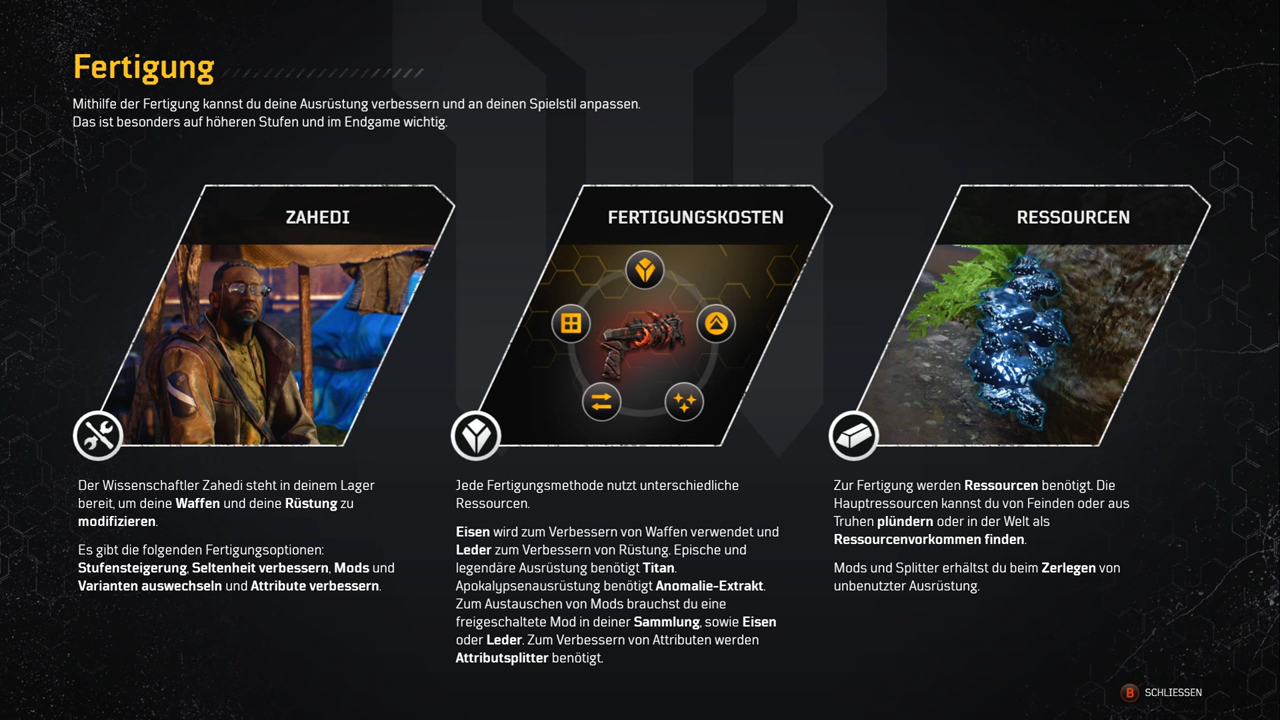 Fertigung
Mithilfe der Fertigung kannst du deine Ausrüstung verbessern und an deinen Spielstil anpassen.
Das ist besonders auf höheren Stufen und im Endgame wichtig.
ZAHEDI
Der Wissenschaftler Zahedi steht in deinem Lager
bereit, um deine Waffen und deine Rüstung zu
modifizieren.
Es gibt die folgenden Fertigungsoptionen:
Stufensteigerung, Seltenheit verbessern, Mods und
Varianten auswechseln und Attribute verbessern.
FERTIGUNGSKOSTEN
Jede Fertigungsmethode nutzt unterschiedliche
Ressourcen.
Eisen wird zum Verbessern von Waffen verwendet und
Leder zum Verbessern von Rüstung. Epische und
legendäre Ausrüstung benötigt Titan.
Apokalypsenausrüstung benötigt Anomalie-Extrakt.
Zum Austauschen von Mods brauchst du eine
freigeschaltete Mod in deiner Sammlung, sowie Eisen
oder Leder. Zum Verbessern von Attributen werden
Attributsplitter benötigt.
RESSOURCEN
Zur Fertigung werden Ressourcen benötigt. Die
Hauptressourcen kannst du von Feinden oder aus
Truhen plündern oder in der Welt als
Ressourcenvorkommen finden.
Mods und Splitter erhältst du beim Zerlegen von
unbenutzter Ausrüstung.
B SCHLIESSEN